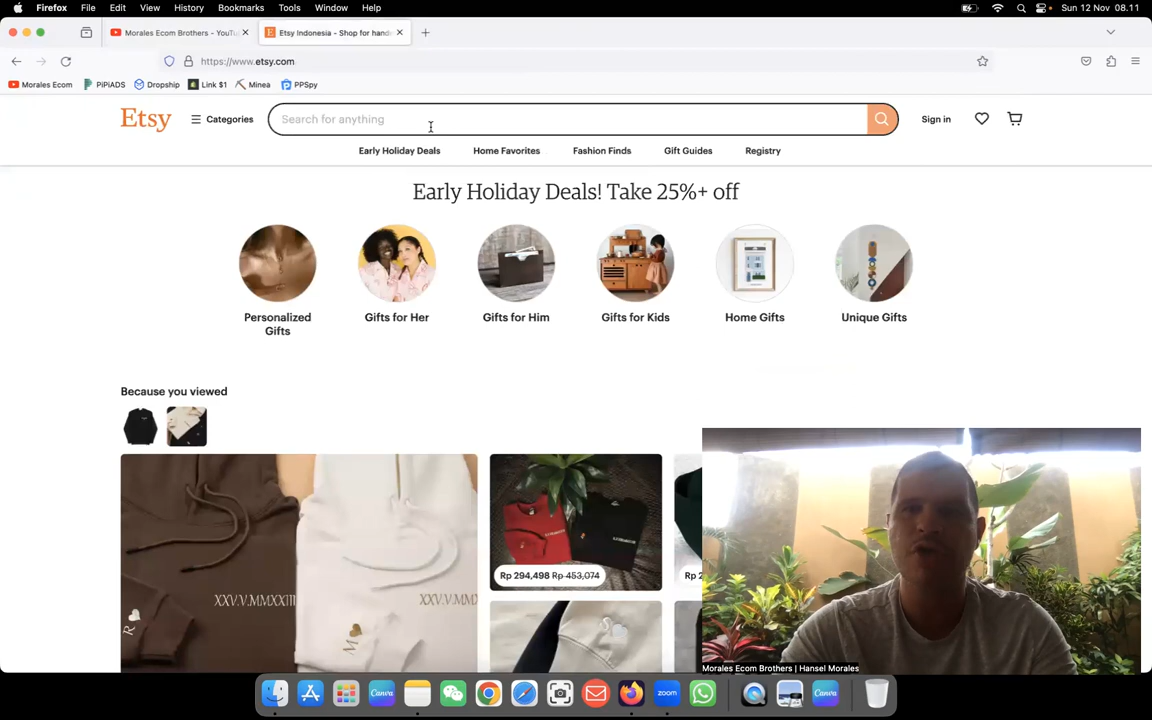 Firefox File Edit View History Bookmarks Tools Window Help Sun 12 Nov 08.11
Morales Ecom Brothers - YouTu Etsy Indonesia - Shop for hand
https://www.etsy.com
Morales Ecom PiPiADS Dropship Link $1 Minea PPSpy
Etsy Categories Search for anything Sign in
Early Holiday Deals Home Favorites Fashion Finds Gift Guides Registry
Early Holiday Deals! Take 25%+ off
Personalized Gifts for Her Gifts for Him Gifts for Kids Home Gifts Unique Gifts
Gifts
Because you viewed
Rp 294,498 Rp 453,074 Rp 2
XXV.V.MMXXIII XXV.V.MM
R M
Morales Ecom Brothers | Hansel Morales
Canva zoom Canva